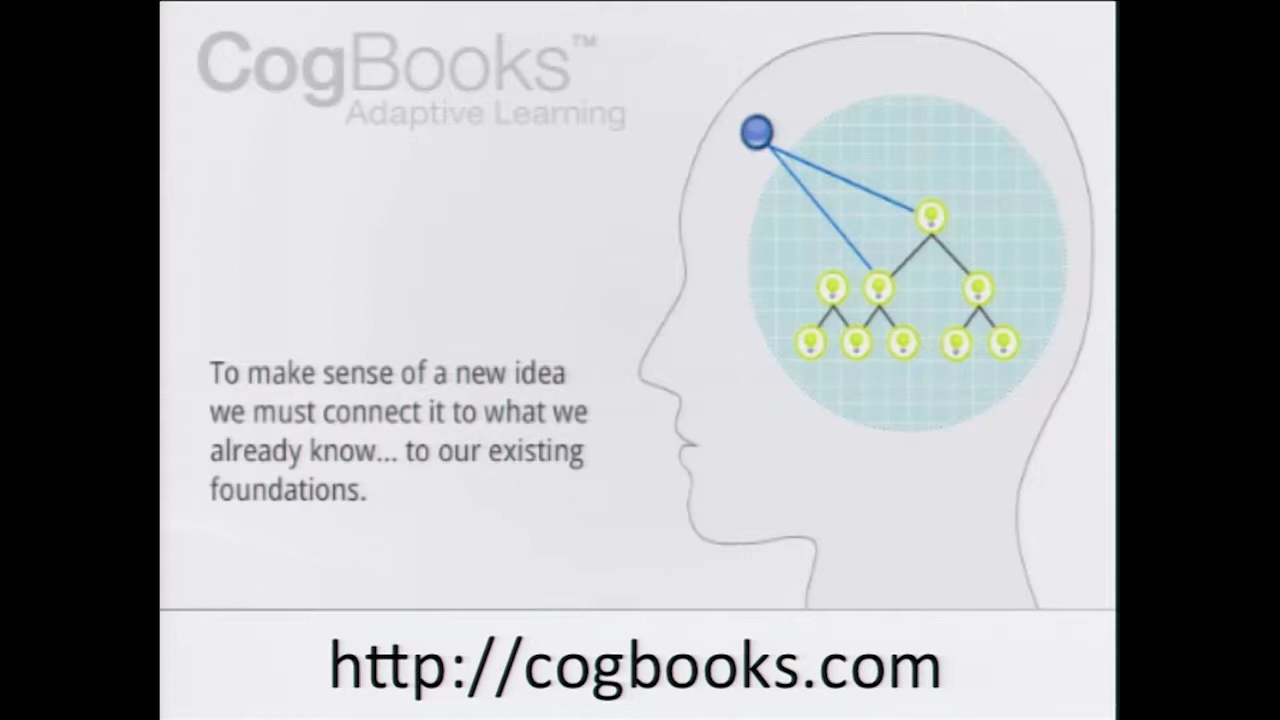 CogBooks™
Adaptive Learning
To make sense of a new idea
we must connect it to what we
already know... to our existing
foundations.
http://cogbooks.com